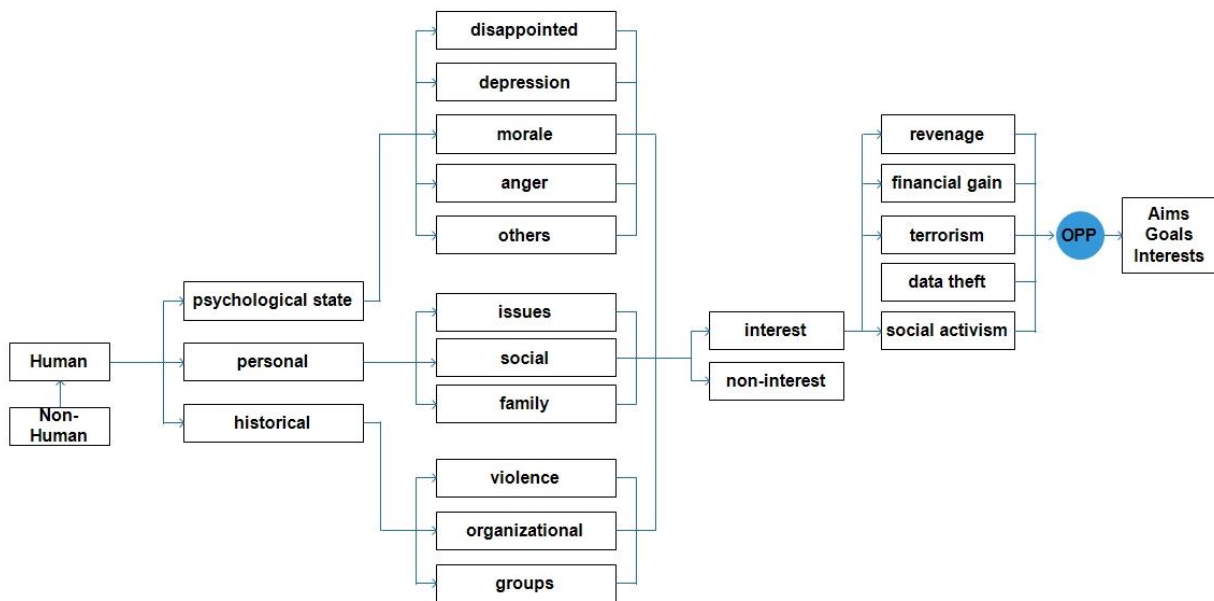 disappointed
depression
morale
anger
others
psychological state
personal
historical
Human
Non-
Human
issues
social
family
violence
organizational
groups
interest
non-interest
revenage
financial gain
terrorism
data theft
social activism
OPP
Aims
Goals
Interests